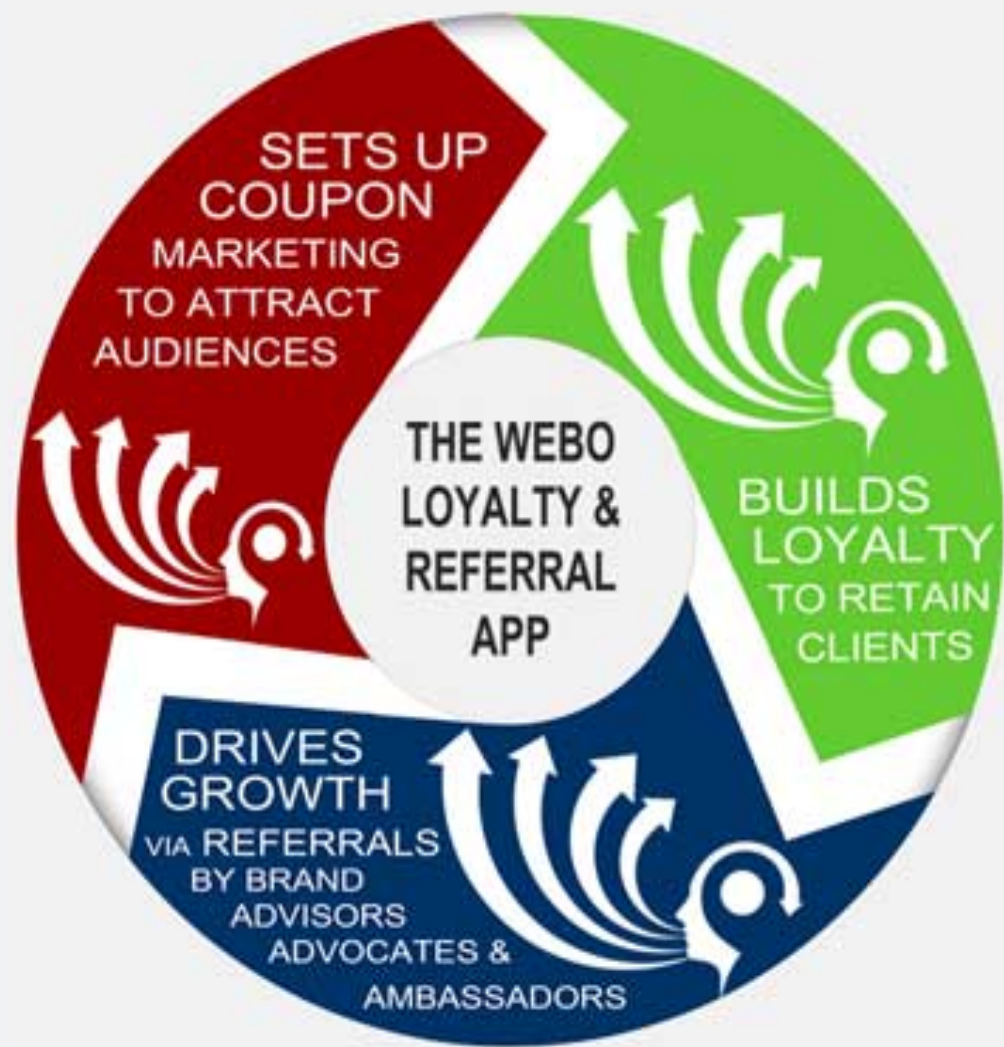 SETS UP
COUPON
MARKETING
TO ATTRACT
AUDIENCES
THE WEBO
LOYALTY &
REFERRAL
APP
BUILDS
LOYALTY
TO RETAIN
CLIENTS
DRIVES
GROWTH
VIA REFERRALS
BY BRAND
ADVISORS
ADVOCATES &
AMBASSADORS